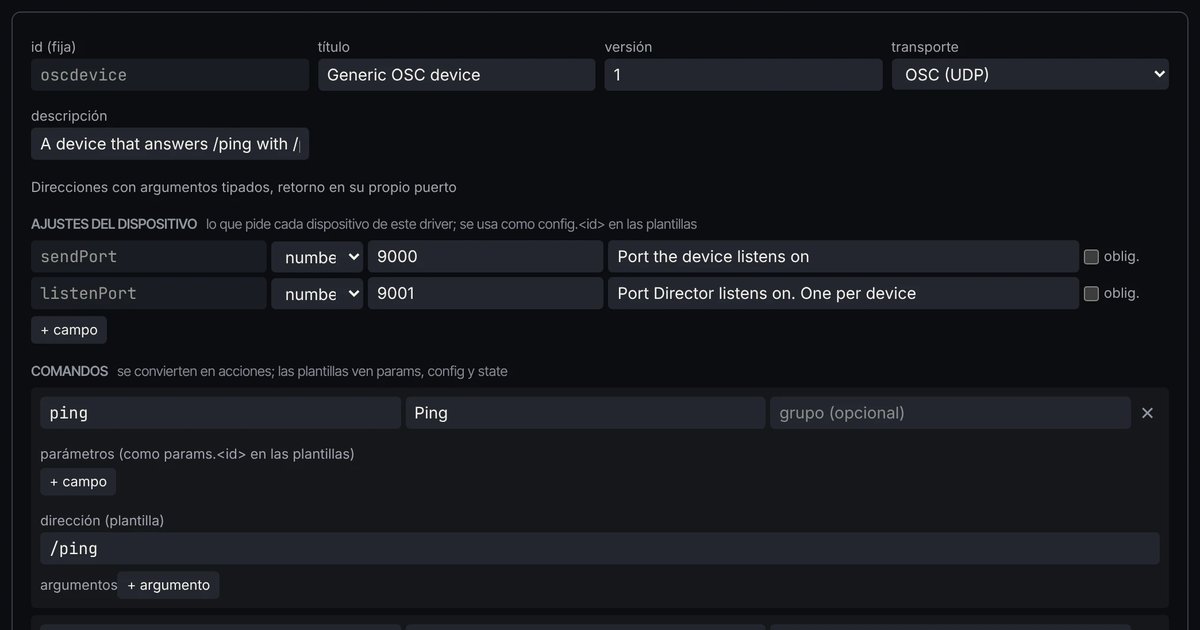 id (fija) título versión transporte
oscdevice Generic OSC device 1 OSC (UDP)
descripción
A device that answers /ping with /
Direcciones con argumentos tipados, retorno en su propio puerto
AJUSTES DEL DISPOSITIVO lo que pide cada dispositivo de este driver; se usa como config.<id> en las plantillas
sendPort numbe 9000 Port the device listens on oblig.
listenPort numbe 9001 Port Director listens on. One per device oblig.
+ campo
COMANDOS se convierten en acciones; las plantillas ven params, config y state
ping Ping grupo (opcional) ✕
parámetros (como params.<id> en las plantillas)
+ campo
dirección (plantilla)
/ping
argumentos + argumento